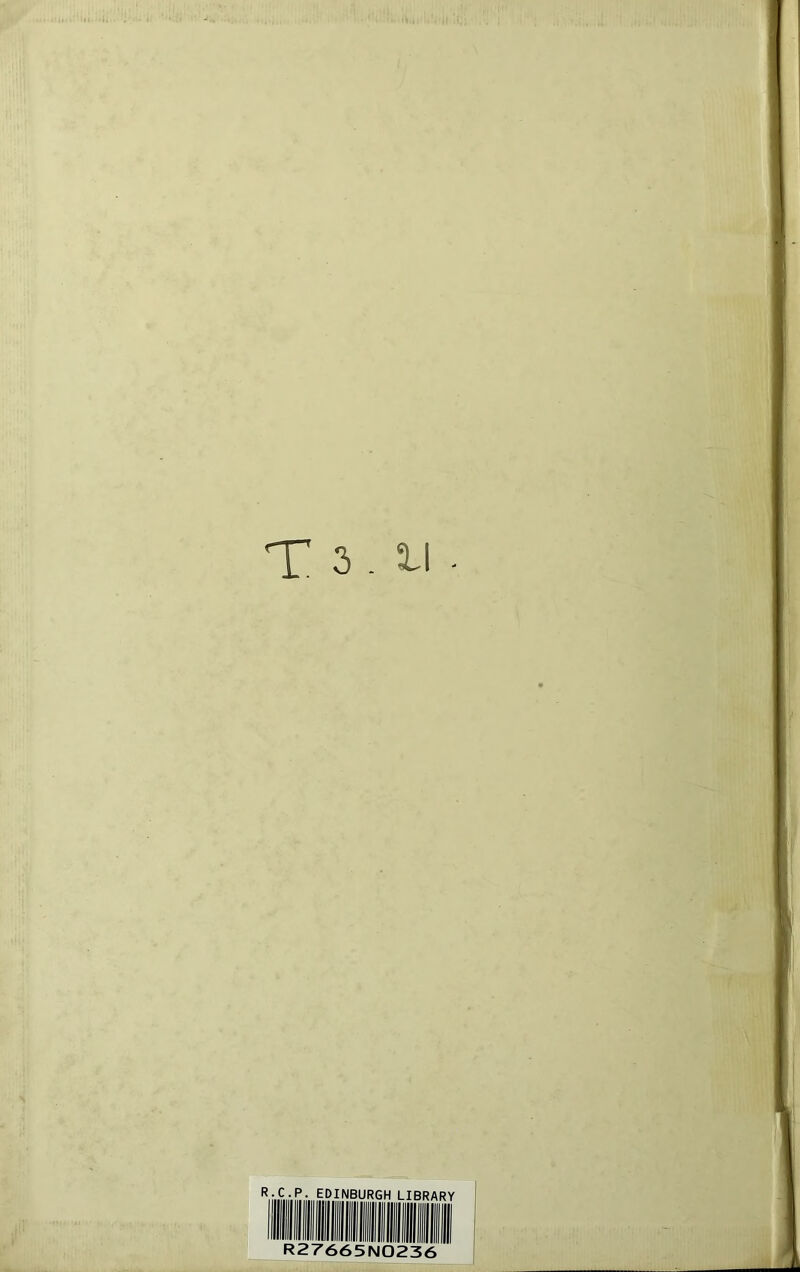 T. 3 . 21 .
R.C.P. EDINBURGH LIBRARY
R27665N0236